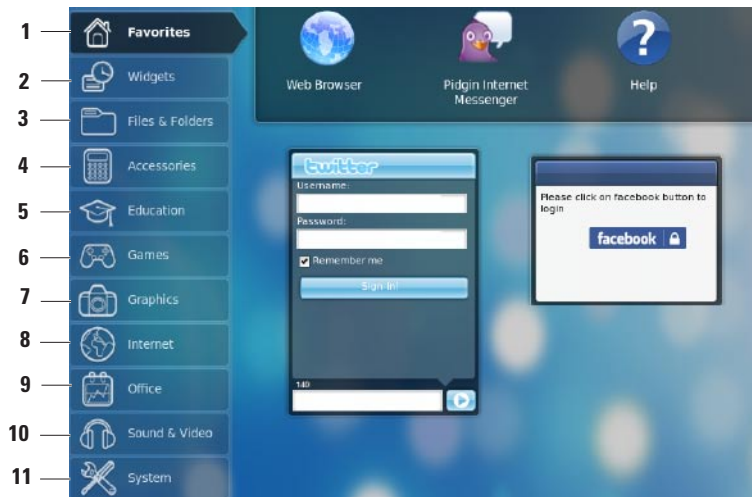 1
Favorites
2
Widgets
3
Files & Folders
4
Accessories
5
Education
6
Games
7
Graphics
8
Internet
9
Office
10
Sound & Video
11
System
Web Browser
Pidgin Internet
Messenger
Help
twitter
Username:
Password:
Remember me
Sign In!
140
Please click on facebook button to
login
facebook